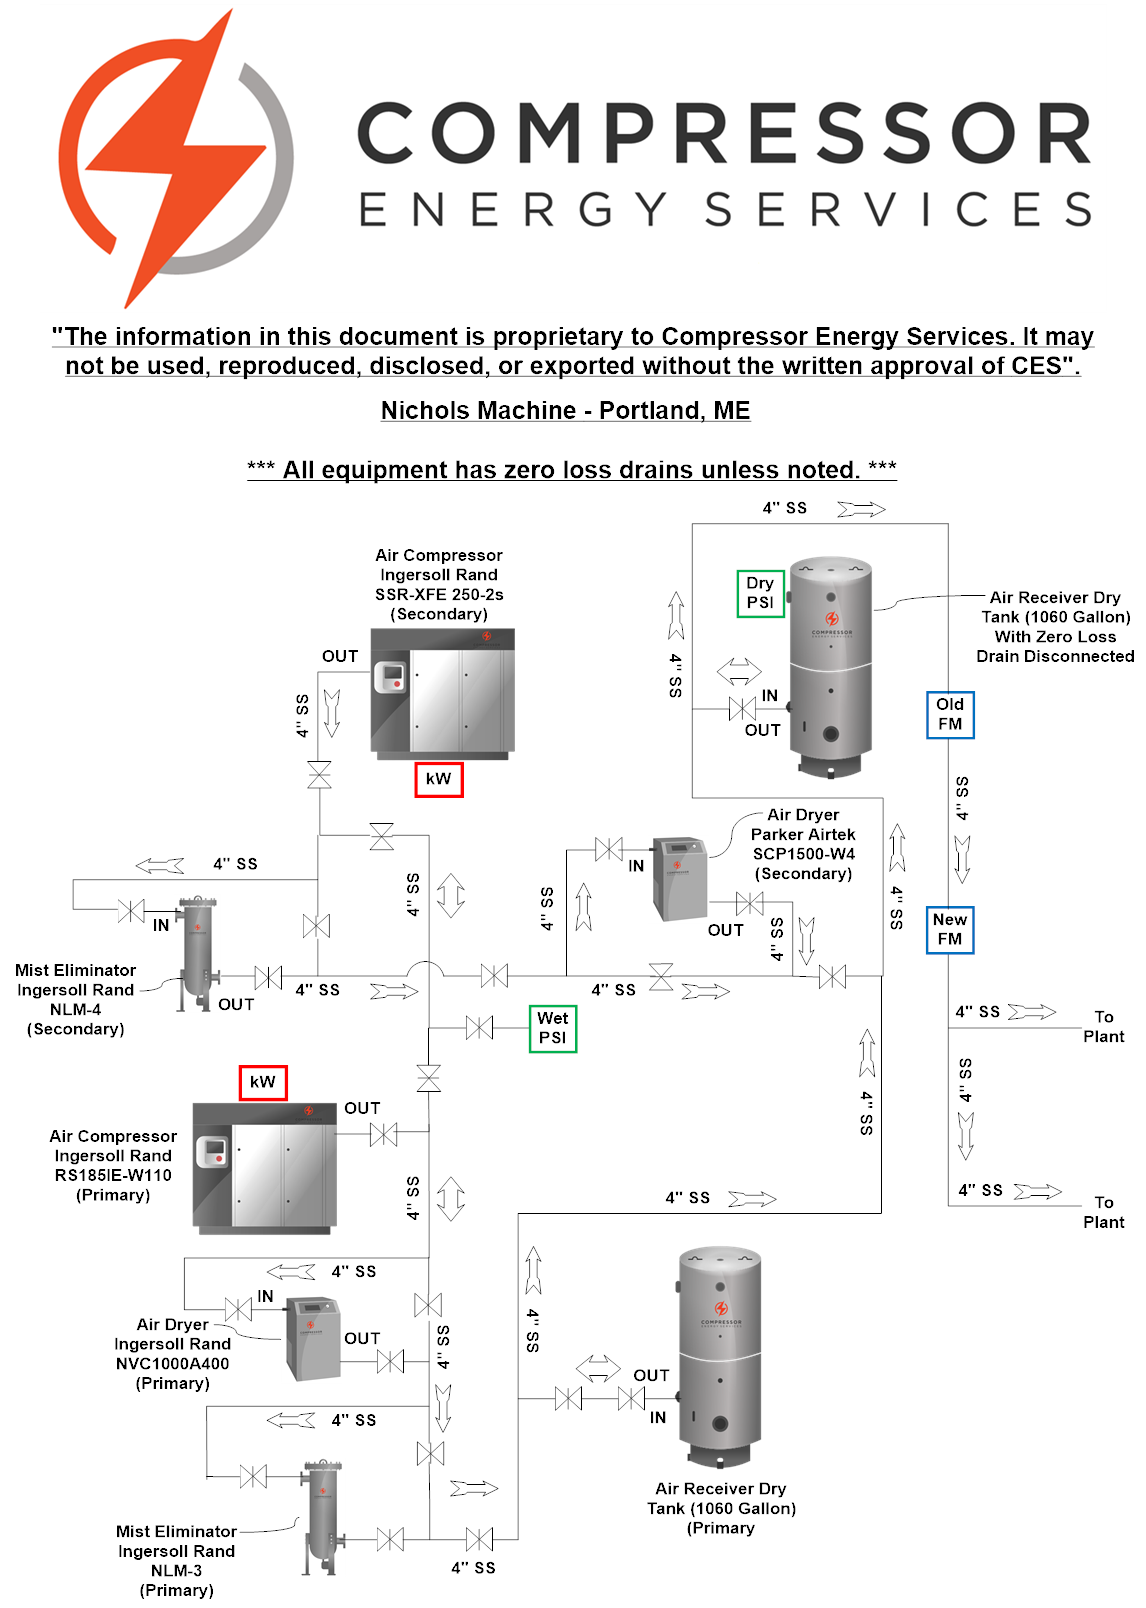 COMPRESSOR
ENERGY SERVICES
"The information in this document is proprietary to Compressor Energy Services. It may
not be used, reproduced, disclosed, or exported without the written approval of CES".
Nichols Machine - Portland, ME
*** All equipment has zero loss drains unless noted. ***
4" SS
Air Compressor
Ingersoll Rand
SSR-XFE 250-2s
(Secondary)
OUT
4" SS
kW
Dry
PSI
4" SS
IN
OUT
COMPRESSOR
ENERGY SERVICES
Air Receiver Dry
Tank (1060 Gallon)
With Zero Loss
Drain Disconnected
Old
FM
4" SS
Air Dryer
Parker Airtek
SCP1500-W4
(Secondary)
4" SS
IN
4" SS
4" SS
IN
COMPRESSOR
OUT
4" SS
4" SS
New
FM
Mist Eliminator
Ingersoll Rand
NLM-4
(Secondary)
OUT
4" SS
4" SS
Wet
PSI
4" SS
To
Plant
4" SS
4" SS
To
Plant
kW
OUT
Air Compressor
Ingersoll Rand
RS185IE-W110
(Primary)
4" SS
4" SS
4" SS
4" SS
IN
Air Dryer
Ingersoll Rand
NVC1000A400
(Primary)
COMPRESSOR
OUT
4" SS
4" SS
4" SS
COMPRESSOR
ENERGY SERVICES
OUT
IN
Air Receiver Dry
Tank (1060 Gallon)
(Primary
Mist Eliminator
Ingersoll Rand
NLM-3
(Primary)
4" SS